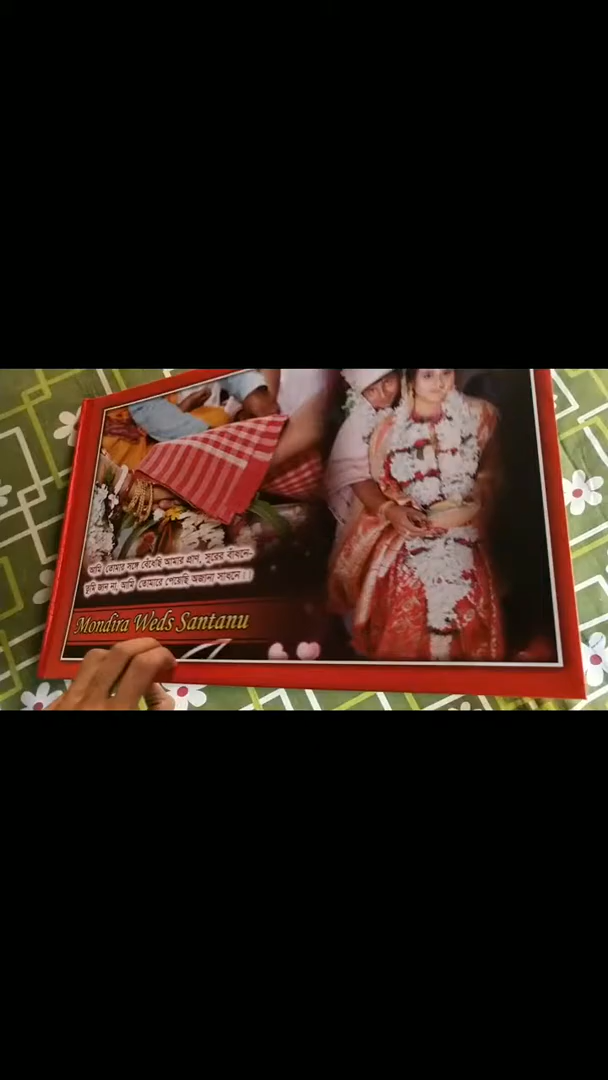 আমি তোমার সঙ্গে বেঁধেছি আমার প্রাণ, সুরের বাঁধনে-
তুমি জান না, আমি তোমারে পেয়েছি অজানা সাধনে।।
Mondira Weds Santanu